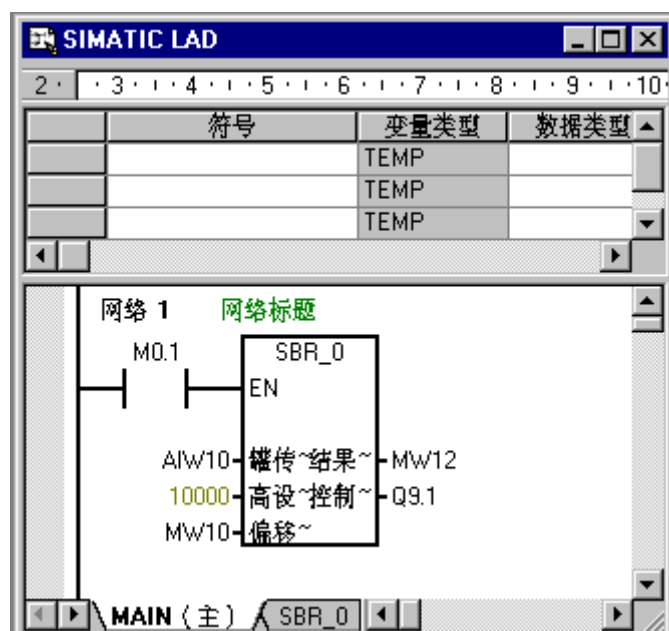 SIMATIC LAD
2 · · 3 · ı · 4 · ı · 5 · ı · 6 · ı · 7 · ı · 8 · ı · 9 · ı · 10
符号 变量类型 数据类型
TEMP
TEMP
TEMP
网络 1 网络标题
M0.1 SBR_0
EN
AIW10 罐传~结果~ MW12
10000 高设~控制~ Q9.1
MW10 偏移~
MAIN（主） SBR_0